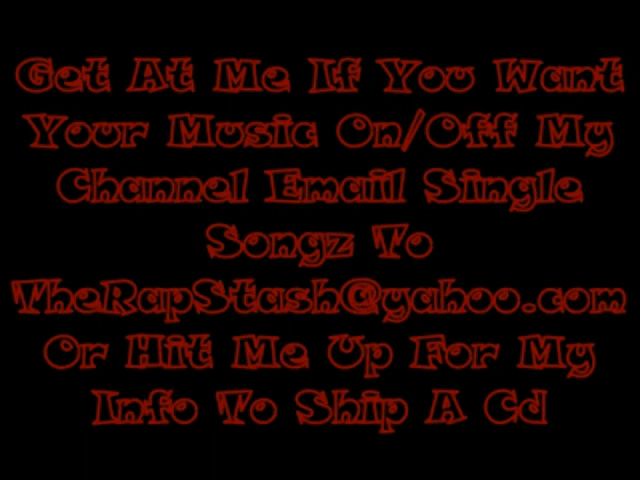 Get At Me If You Want
Your Music On/Off My
Channel Email Single
Songz To
TheRapStash@yahoo.com
Or Hit Me Up For My
Info To Ship A Cd